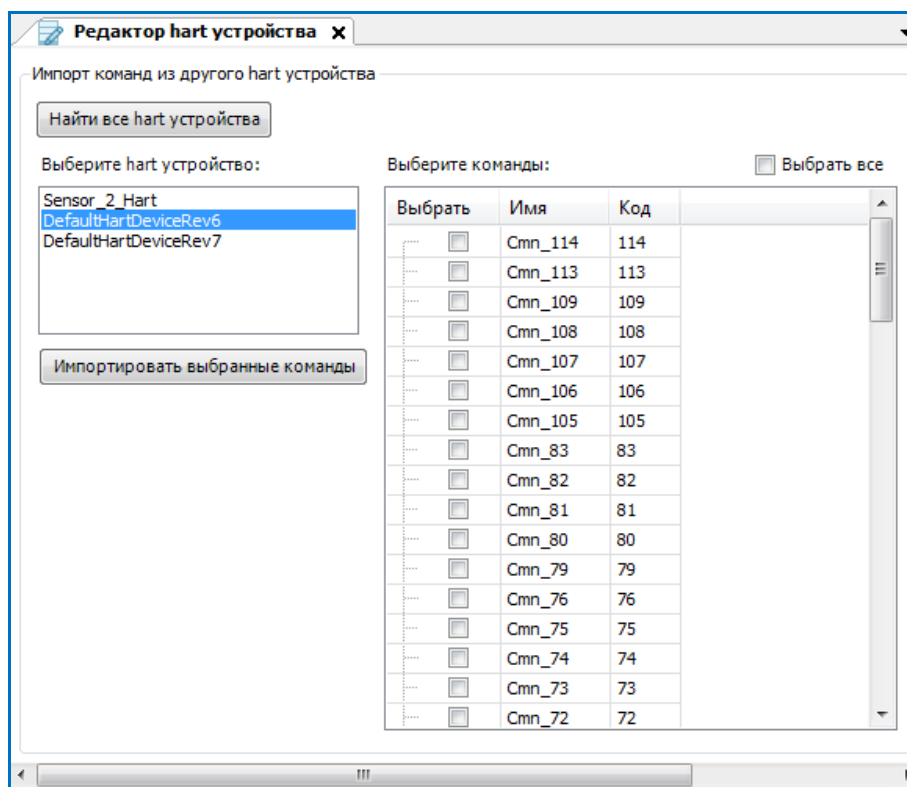 Редактор hart устройства
Импорт команд из другого hart устройства
Найти все hart устройства
Выберите hart устройство:
Sensor_2_Hart
DefaultHartDeviceRev6
DefaultHartDeviceRev7
Импортировать выбранные команды
Выберите команды: Выбрать все
Выбрать Имя Код
Cmn_114 114
Cmn_113 113
Cmn_109 109
Cmn_108 108
Cmn_107 107
Cmn_106 106
Cmn_105 105
Cmn_83 83
Cmn_82 82
Cmn_81 81
Cmn_80 80
Cmn_79 79
Cmn_76 76
Cmn_75 75
Cmn_74 74
Cmn_73 73
Cmn_72 72